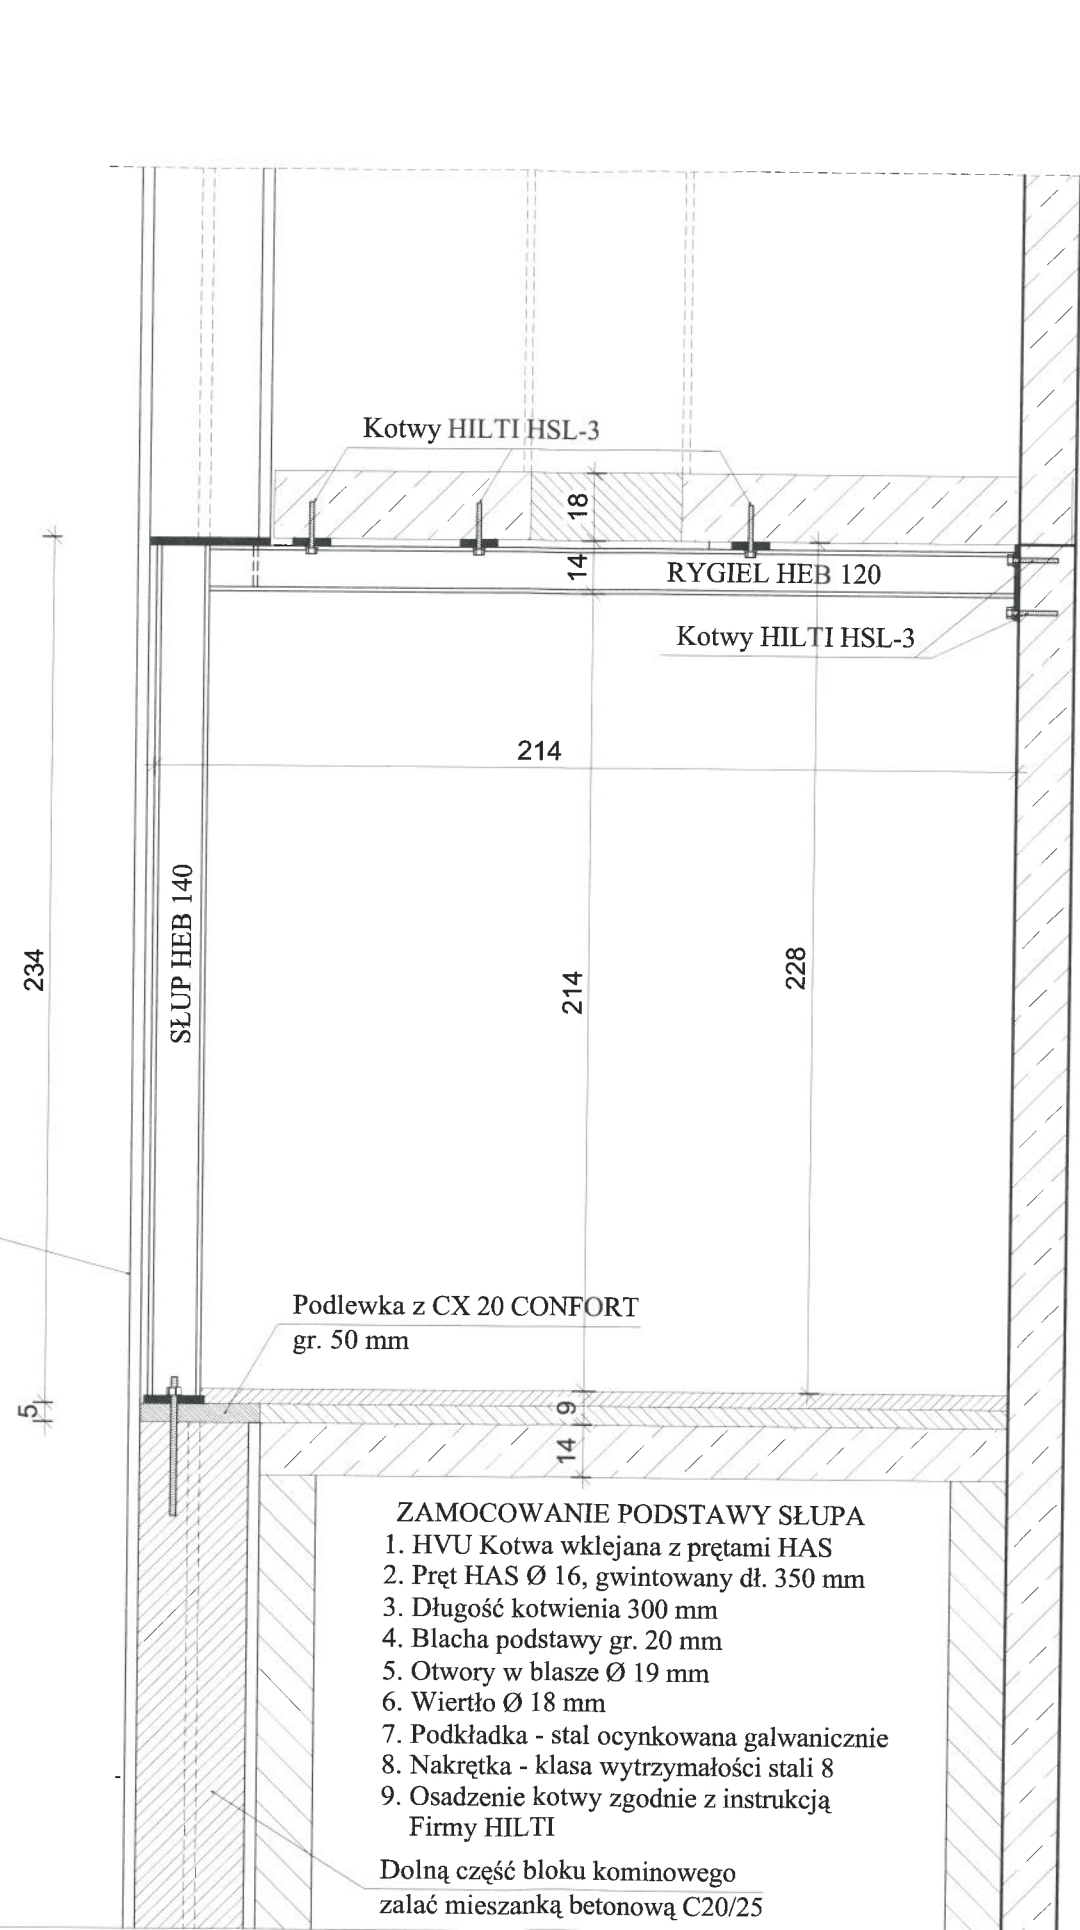 Kotwy HILTI HSL-3
18
14
RYGIEL HEB 120
Kotwy HILTI HSL-3
214
SŁUP HEB 140
234
214
228
Podlewka z CX 20 CONFORT
gr. 50 mm
5
9
14
ZAMOCOWANIE PODSTAWY SŁUPA
1. HVU Kotwa wklejana z prętami HAS
2. Pręt HAS Ø 16, gwintowany dł. 350 mm
3. Długość kotwienia 300 mm
4. Blacha podstawy gr. 20 mm
5. Otwory w blasze Ø 19 mm
6. Wiertło Ø 18 mm
7. Podkładka - stal ocynkowana galwanicznie
8. Nakrętka - klasa wytrzymałości stali 8
9. Osadzenie kotwy zgodnie z instrukcją
Firmy HILTI
Dolną część bloku kominowego
zalać mieszanką betonową C20/25